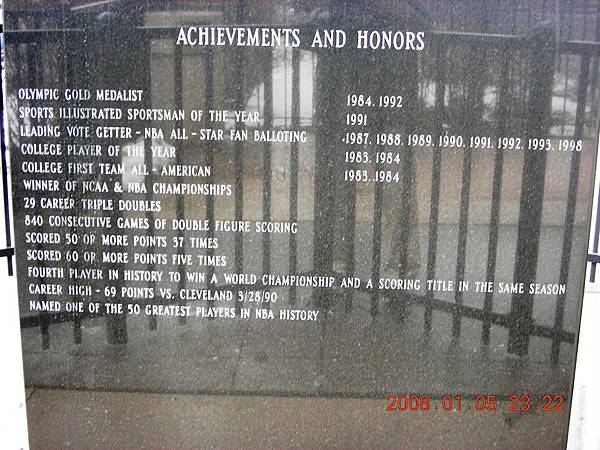 ACHIEVEMENTS AND HONORS
OLYMPIC GOLD MEDALIST 1984, 1992
SPORTS ILLUSTRATED SPORTSMAN OF THE YEAR 1991
LEADING VOTE GETTER - NBA ALL - STAR FAN BALLOTING 1987, 1988, 1989, 1990, 1991, 1992, 1993, 1998
COLLEGE PLAYER OF THE YEAR 1983, 1984
COLLEGE FIRST TEAM ALL - AMERICAN 1983, 1984
WINNER OF NCAA & NBA CHAMPIONSHIPS
29 CAREER TRIPLE DOUBLES
840 CONSECUTIVE GAMES OF DOUBLE FIGURE SCORING
SCORED 50 OR MORE POINTS 37 TIMES
SCORED 60 OR MORE POINTS FIVE TIMES
FOURTH PLAYER IN HISTORY TO WIN A WORLD CHAMPIONSHIP AND A SCORING TITLE IN THE SAME SEASON
CAREER HIGH - 69 POINTS VS. CLEVELAND 3/28/90
NAMED ONE OF THE 50 GREATEST PLAYERS IN NBA HISTORY
2008.01.05 23:22